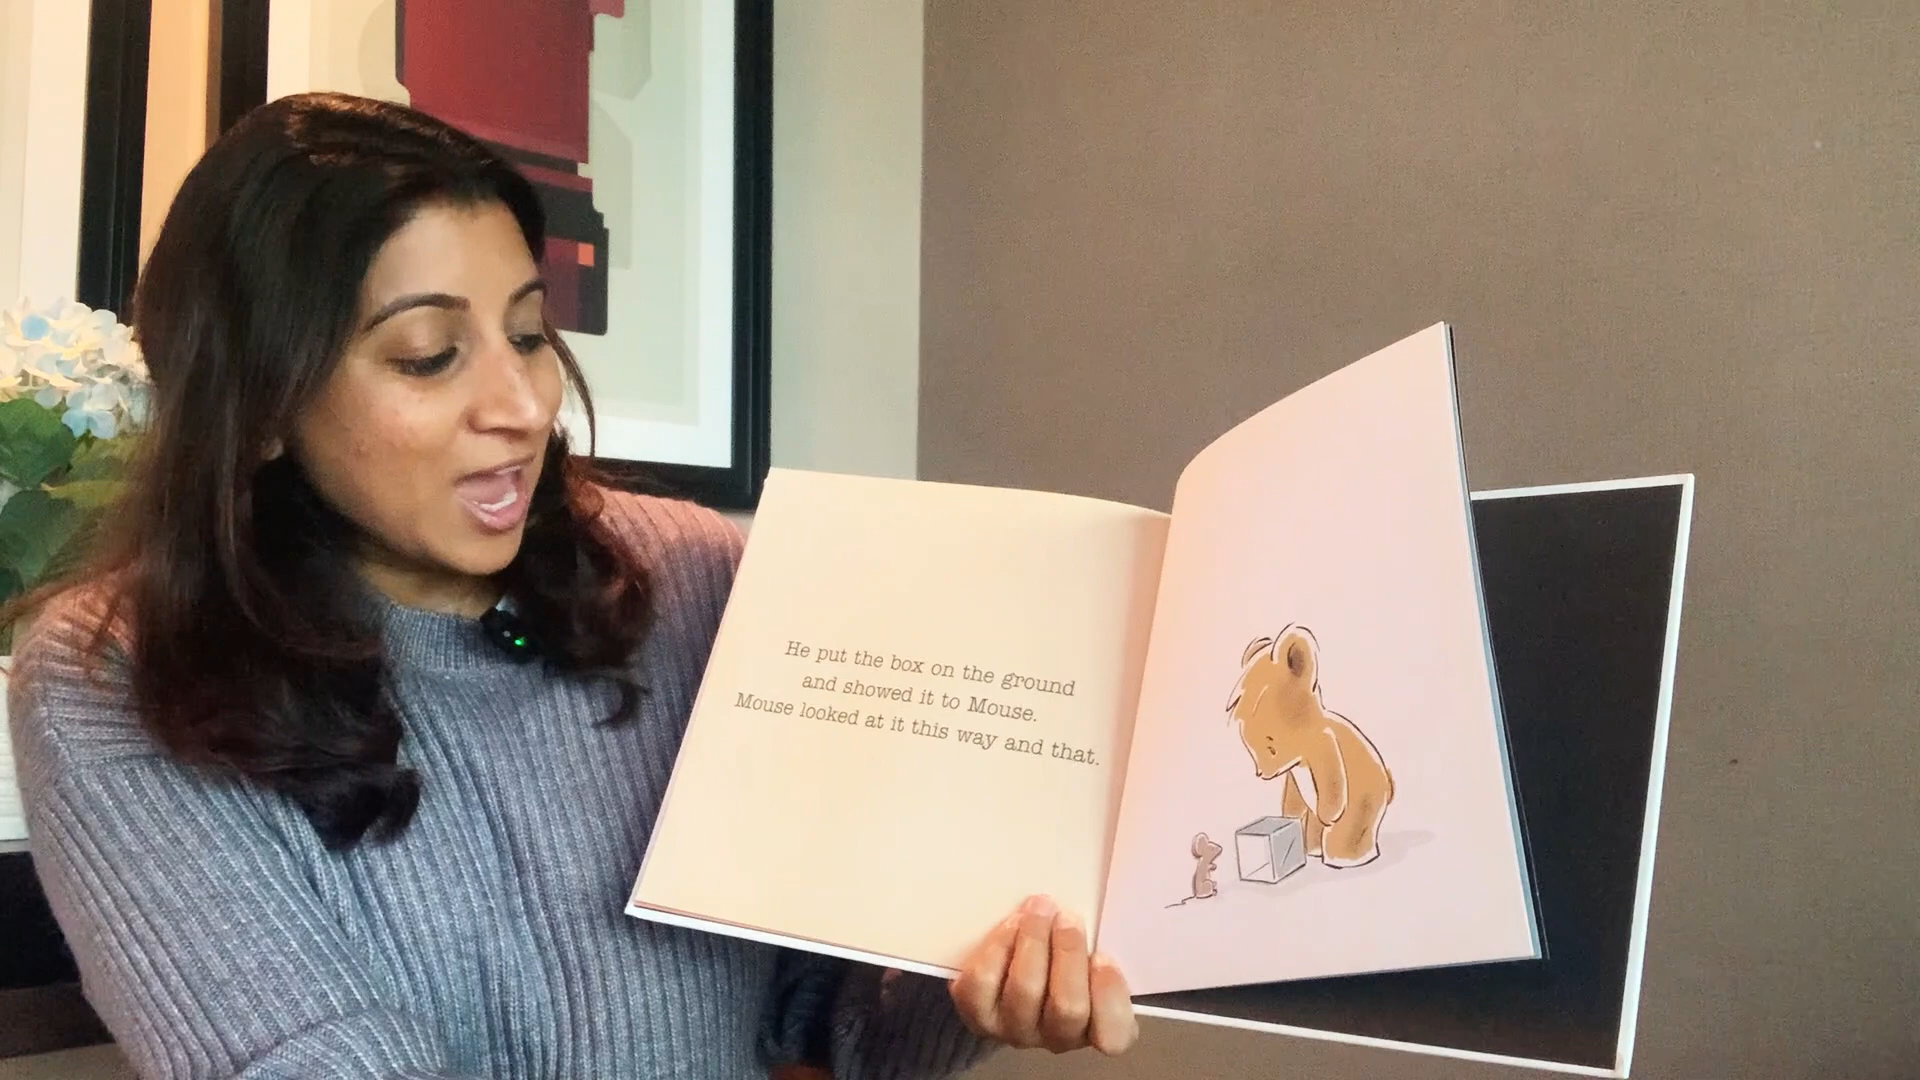 He put the box on the ground
and showed it to Mouse.
Mouse looked at it this way and that.